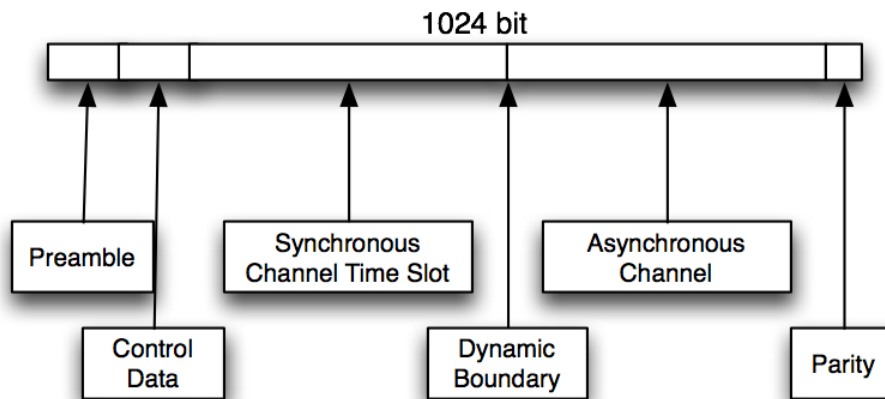 1024 bit
Preamble
Synchronous
Channel Time Slot
Asynchronous
Channel
Control
Data
Dynamic
Boundary
Parity